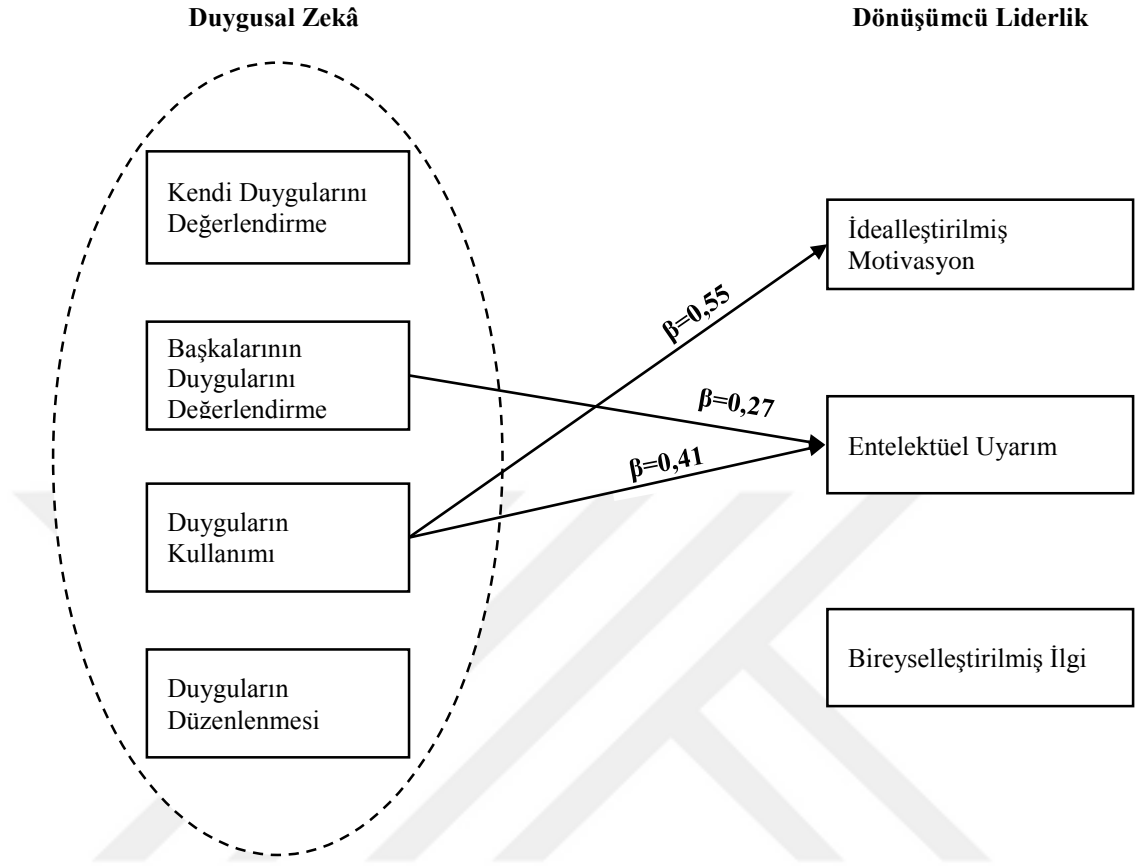 Duygusal Zekâ
Dönüşümcü Liderlik
Kendi Duygularını
Değerlendirme
İdealleştirilmiş
Motivasyon
β=0,55
Başkalarının
Duygularını
Değerlendirme
β=0,27
Entelektüel Uyarım
β=0,41
Duyguların
Kullanımı
Bireyselleştirilmiş İlgi
Duyguların
Düzenlenmesi